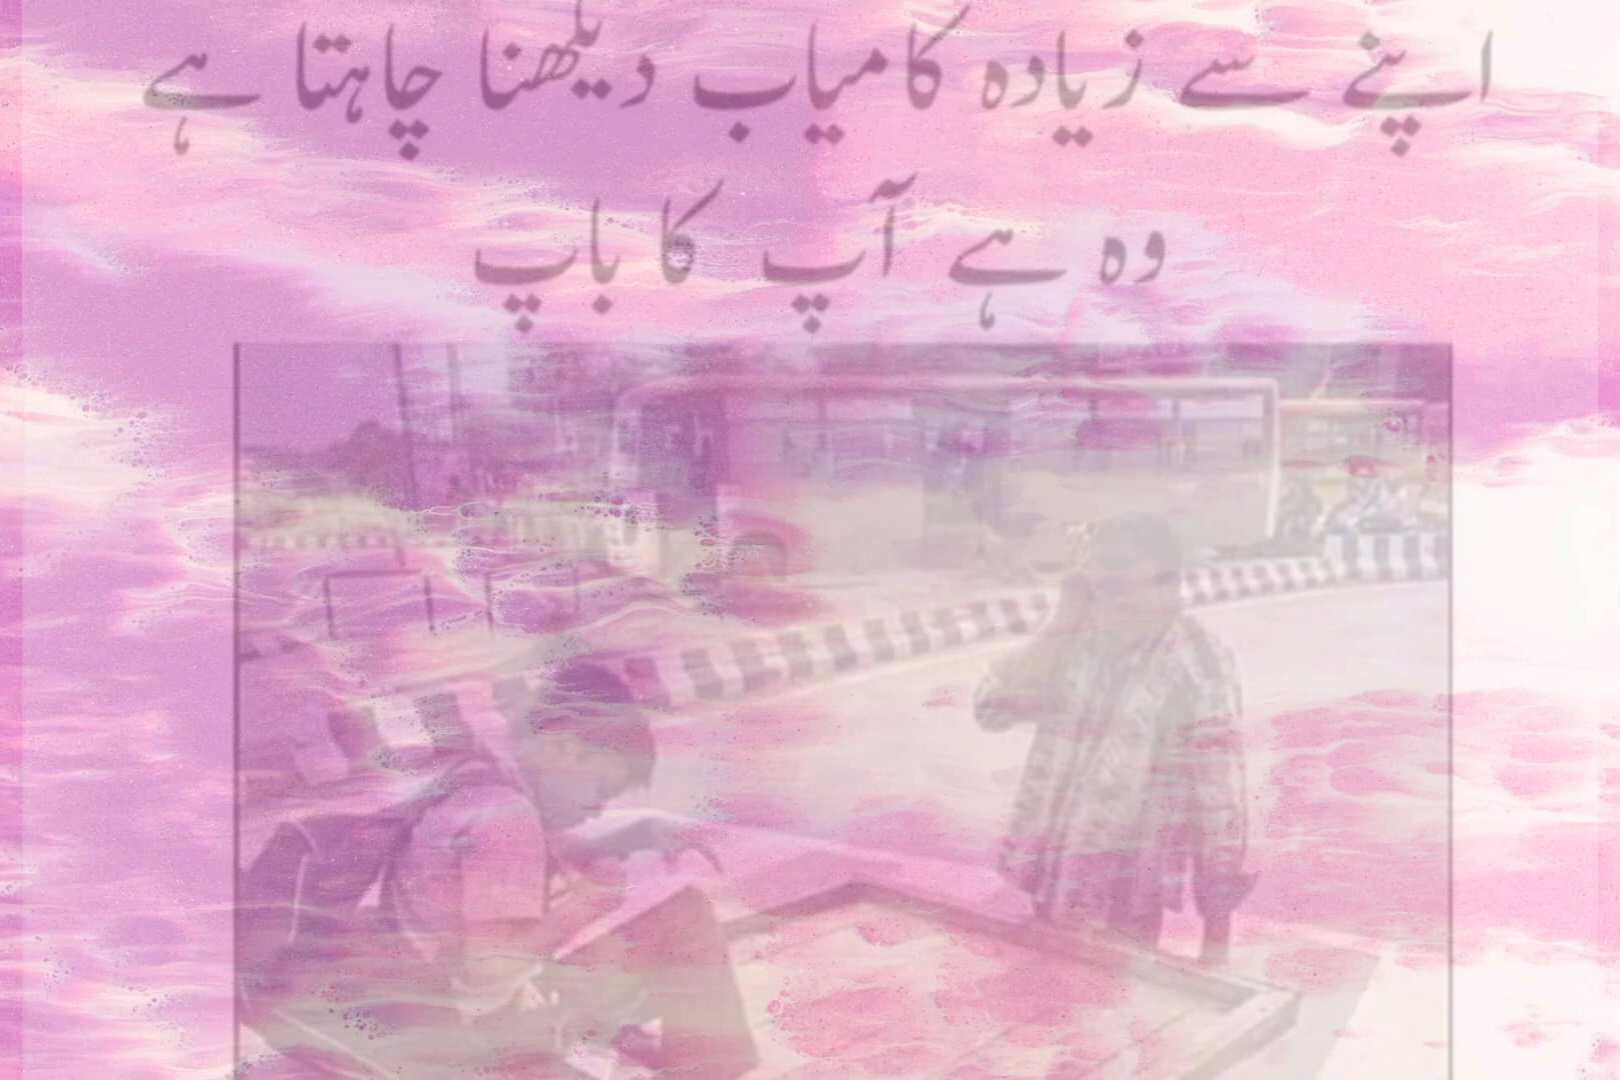 اپنے سے زیادہ کامیاب دیکھنا چاہتا ہے
وہ ہے آپ کا باپ